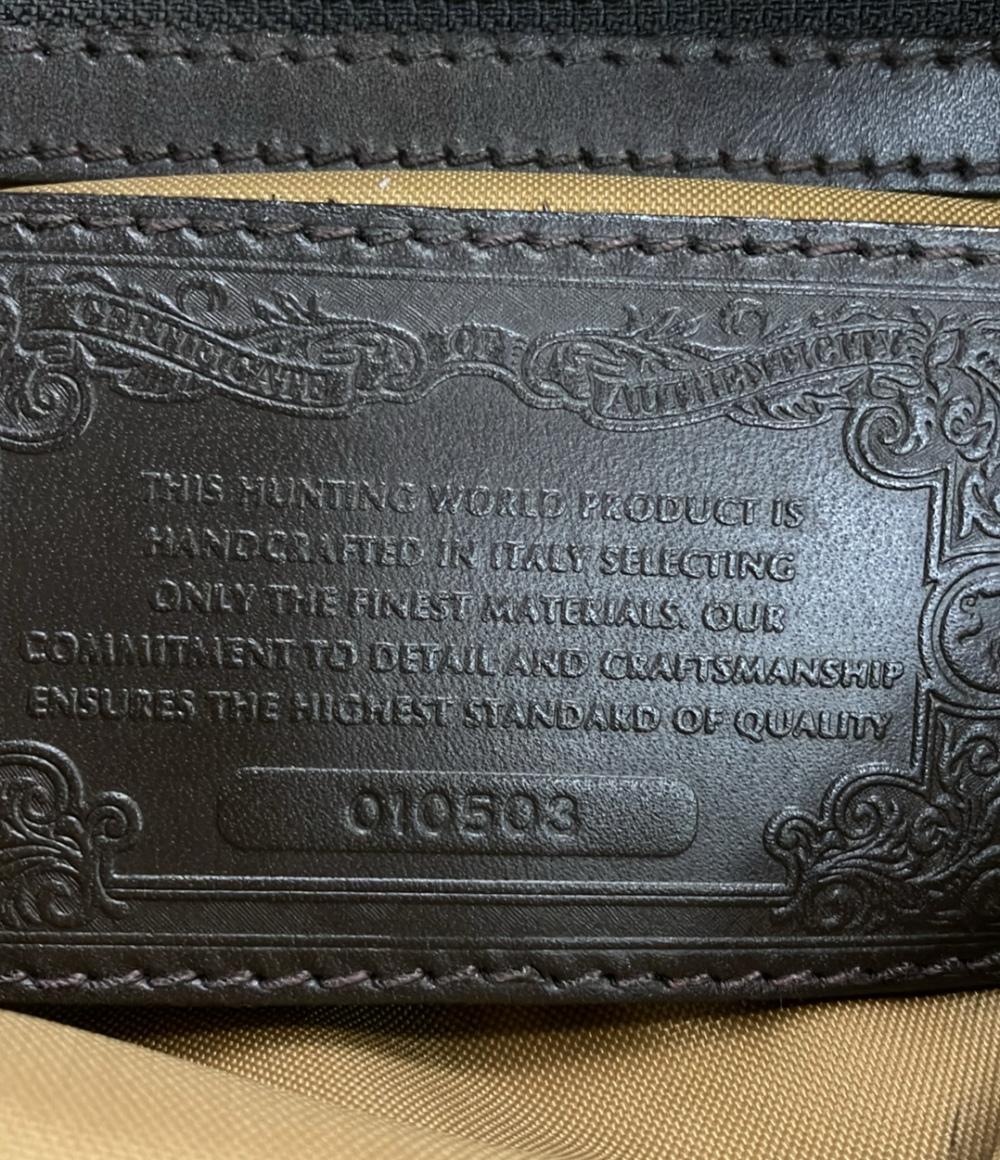 CERTIFICATE OF AUTHENTICITY
THIS HUNTING WORLD PRODUCT IS
HANDCRAFTED IN ITALY SELECTING
ONLY THE FINEST MATERIALS. OUR
COMMITMENT TO DETAIL AND CRAFTSMANSHIP
ENSURES THE HIGHEST STANDARD OF QUALITY
010503